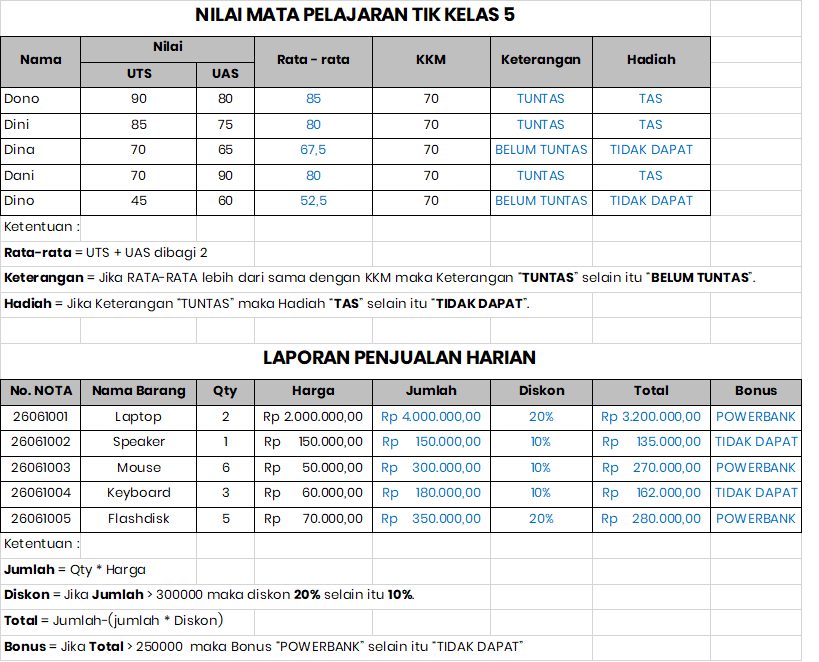 NILAI MATA PELAJARAN TIK KELAS 5
Nama Nilai Rata - rata KKM Keterangan Hadiah
UTS UAS
Dono 90 80 85 70 TUNTAS TAS
Dini 85 75 80 70 TUNTAS TAS
Dina 70 65 67,5 70 BELUM TUNTAS TIDAK DAPAT
Dani 70 90 80 70 TUNTAS TAS
Dino 45 60 52,5 70 BELUM TUNTAS TIDAK DAPAT
Ketentuan :
Rata-rata = UTS + UAS dibagi 2
Keterangan = Jika RATA-RATA lebih dari sama dengan KKM maka Keterangan "TUNTAS" selain itu "BELUM TUNTAS".
Hadiah = Jika Keterangan "TUNTAS" maka Hadiah "TAS" selain itu "TIDAK DAPAT".
LAPORAN PENJUALAN HARIAN
No. NOTA Nama Barang Qty Harga Jumlah Diskon Total Bonus
26061001 Laptop 2 Rp 2.000.000,00 Rp 4.000.000,00 20% Rp 3.200.000,00 POWERBANK
26061002 Speaker 1 Rp 150.000,00 Rp 150.000,00 10% Rp 135.000,00 TIDAK DAPAT
26061003 Mouse 6 Rp 50.000,00 Rp 300.000,00 10% Rp 270.000,00 POWERBANK
26061004 Keyboard 3 Rp 60.000,00 Rp 180.000,00 10% Rp 162.000,00 TIDAK DAPAT
26061005 Flashdisk 5 Rp 70.000,00 Rp 350.000,00 20% Rp 280.000,00 POWERBANK
Ketentuan :
Jumlah = Qty * Harga
Diskon = Jika Jumlah > 300000 maka diskon 20% selain itu 10%.
Total = Jumlah-(jumlah * Diskon)
Bonus = Jika Total > 250000 maka Bonus "POWERBANK" selain itu "TIDAK DAPAT"